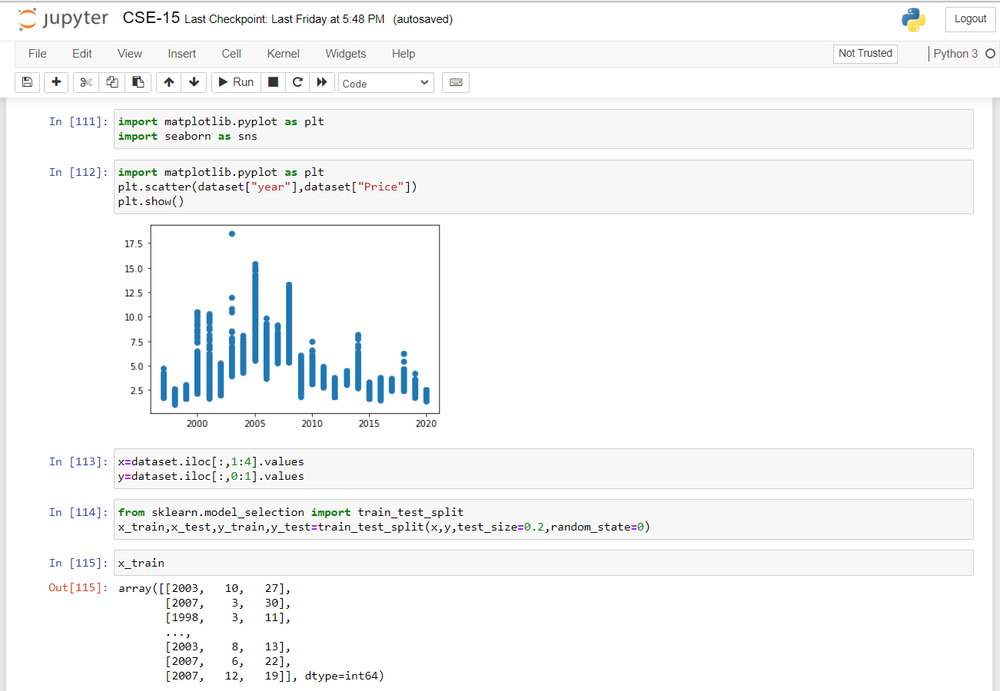 jupyter CSE-15 Last Checkpoint: Last Friday at 5:48 PM (autosaved)
Logout
File Edit View Insert Cell Kernel Widgets Help
Not Trusted
Python 3
Run
Code
In [111]:
import matplotlib.pyplot as plt
import seaborn as sns
In [112]:
import matplotlib.pyplot as plt
plt.scatter(dataset["year"],dataset["Price"])
plt.show()
17.5
15.0
12.5
10.0
7.5
5.0
2.5
2000 2005 2010 2015 2020
In [113]:
x=dataset.iloc[:,1:4].values
y=dataset.iloc[:,0:1].values
In [114]:
from sklearn.model_selection import train_test_split
x_train,x_test,y_train,y_test=train_test_split(x,y,test_size=0.2,random_state=0)
In [115]:
x_train
Out[115]:
array([[2003,   10,   27],
       [2007,    3,   30],
       [1998,    3,   11],
       ...,
       [2003,    8,   13],
       [2007,    6,   22],
       [2007,   12,   19]], dtype=int64)